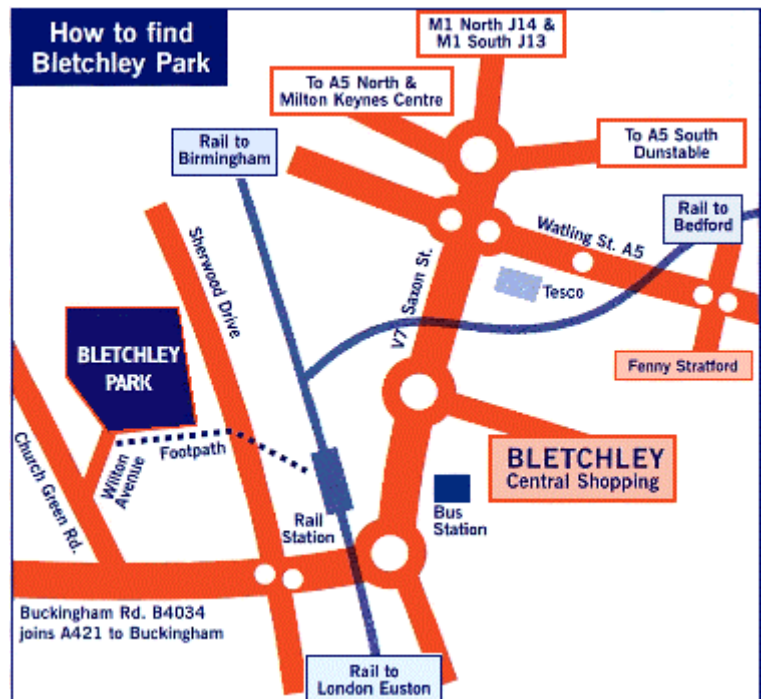 How to find
Bletchley Park
M1 North J14 &
M1 South J13
To A5 North &
Milton Keynes Centre
Rail to
Birmingham
To A5 South
Dunstable
Rail to
Bedford
Watling St. A5
Sherwood Drive
V7 Saxon St.
Tesco
BLETCHLEY
PARK
Fenny Stratford
Church Green Rd.
Wilton
Avenue
Footpath
BLETCHLEY
Central Shopping
Rail
Station
Bus
Station
Buckingham Rd. B4034
joins A421 to Buckingham
Rail to
London Euston